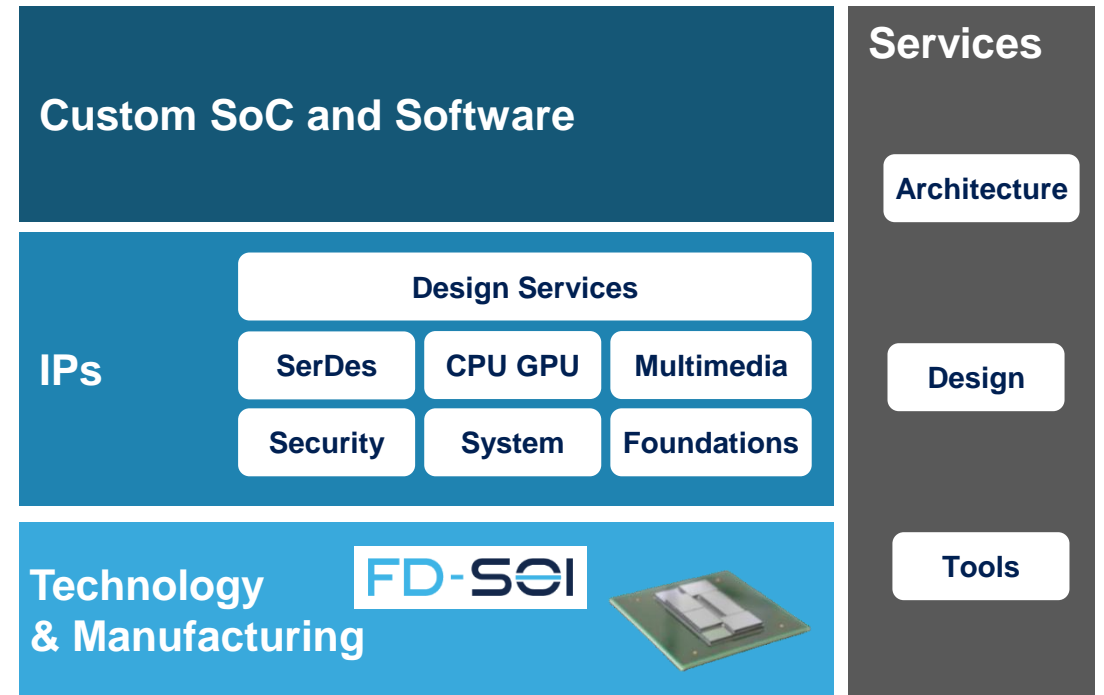 Custom SoC and Software
IPs
Design Services
SerDes
CPU GPU
Multimedia
Security
System
Foundations
Technology
& Manufacturing
FD-SOI
Services
Architecture
Design
Tools